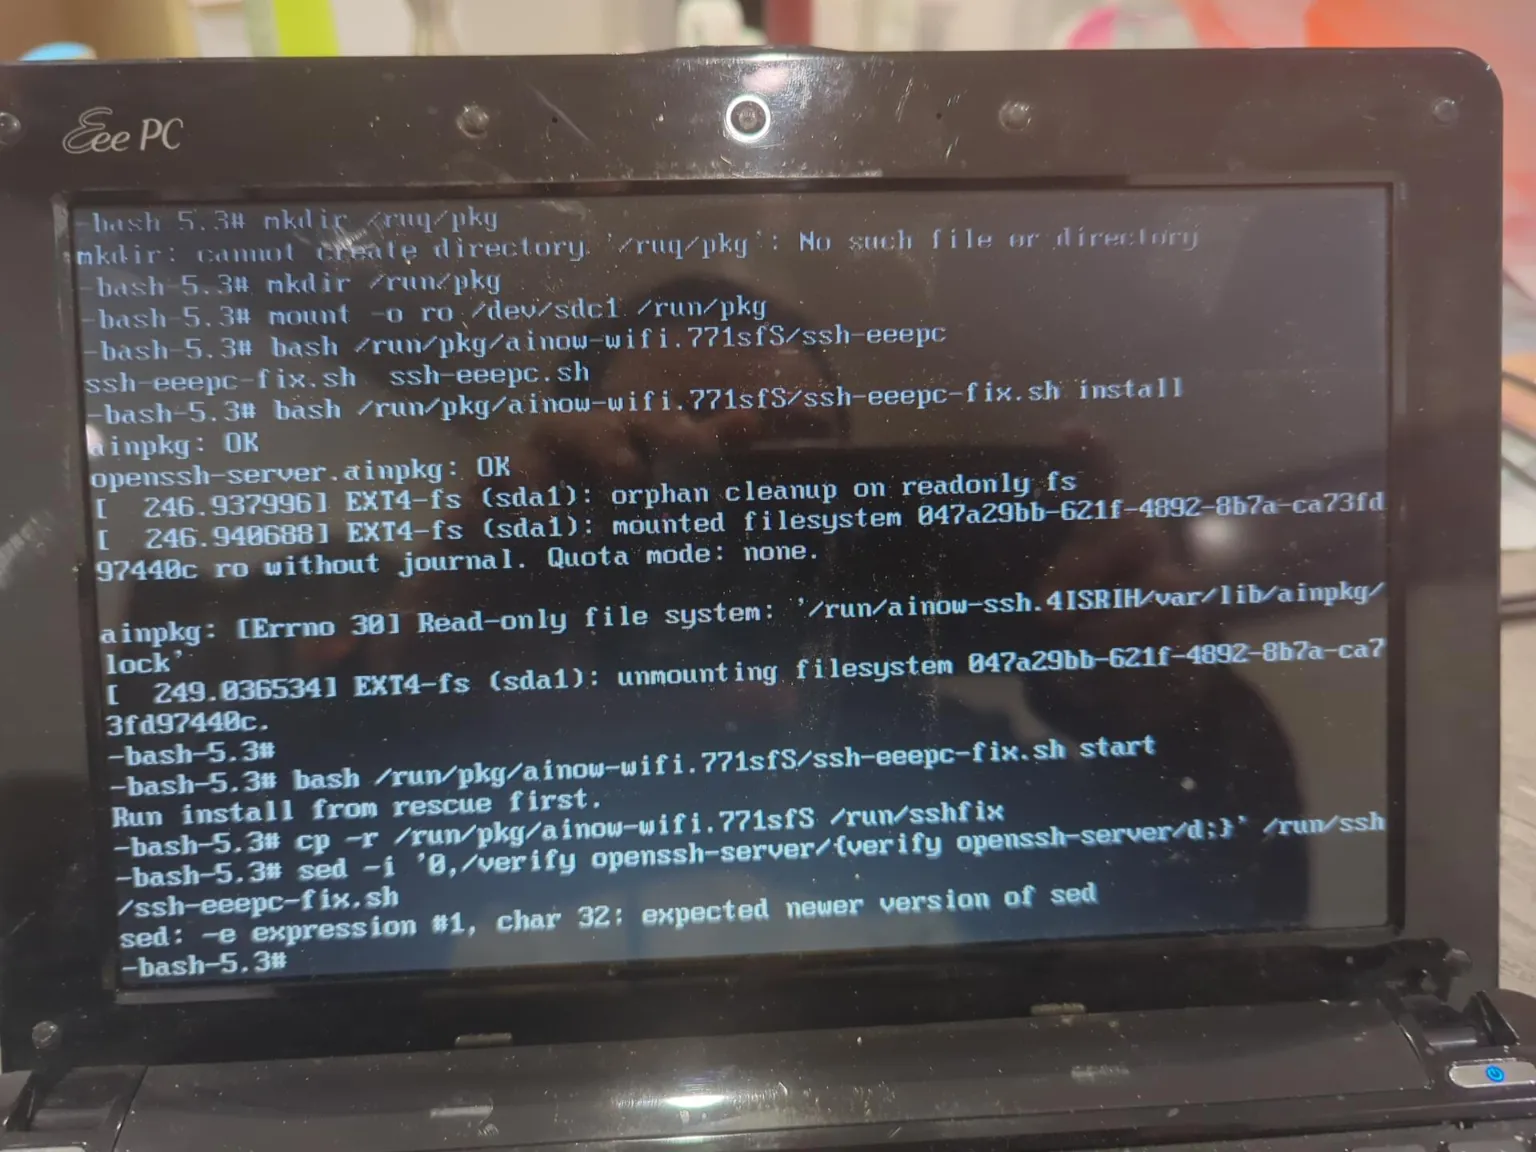 Eee PC
-bash-5.3# mkdir /ruq/pkg
mkdir: cannot create directory '/ruq/pkg': No such file or directory
-bash-5.3# mkdir /run/pkg
-bash-5.3# mount -o ro /dev/sdc1 /run/pkg
-bash-5.3# bash /run/pkg/ainow-wifi.771sfS/ssh-eeepc
ssh-eeepc-fix.sh  ssh-eeepc.sh
-bash-5.3# bash /run/pkg/ainow-wifi.771sfS/ssh-eeepc-fix.sh install
ainpkg: OK
openssh-server.ainpkg: OK
[  246.937996] EXT4-fs (sda1): orphan cleanup on readonly fs
[  246.940688] EXT4-fs (sda1): mounted filesystem 047a29bb-621f-4892-8b7a-ca73fd
97440c ro without journal. Quota mode: none.
ainpkg: [Errno 30] Read-only file system: '/run/ainow-ssh.4ISRIH/var/lib/ainpkg/
lock'
[  249.036534] EXT4-fs (sda1): unmounting filesystem 047a29bb-621f-4892-8b7a-ca7
3fd97440c.
-bash-5.3#
-bash-5.3# bash /run/pkg/ainow-wifi.771sfS/ssh-eeepc-fix.sh start
Run install from rescue first.
-bash-5.3# cp -r /run/pkg/ainow-wifi.771sfS /run/sshfix
-bash-5.3# sed -i '0,/verify openssh-server/{verify openssh-server/d;}' /run/ssh
/ssh-eeepc-fix.sh
sed: -e expression #1, char 32: expected newer version of sed
-bash-5.3#